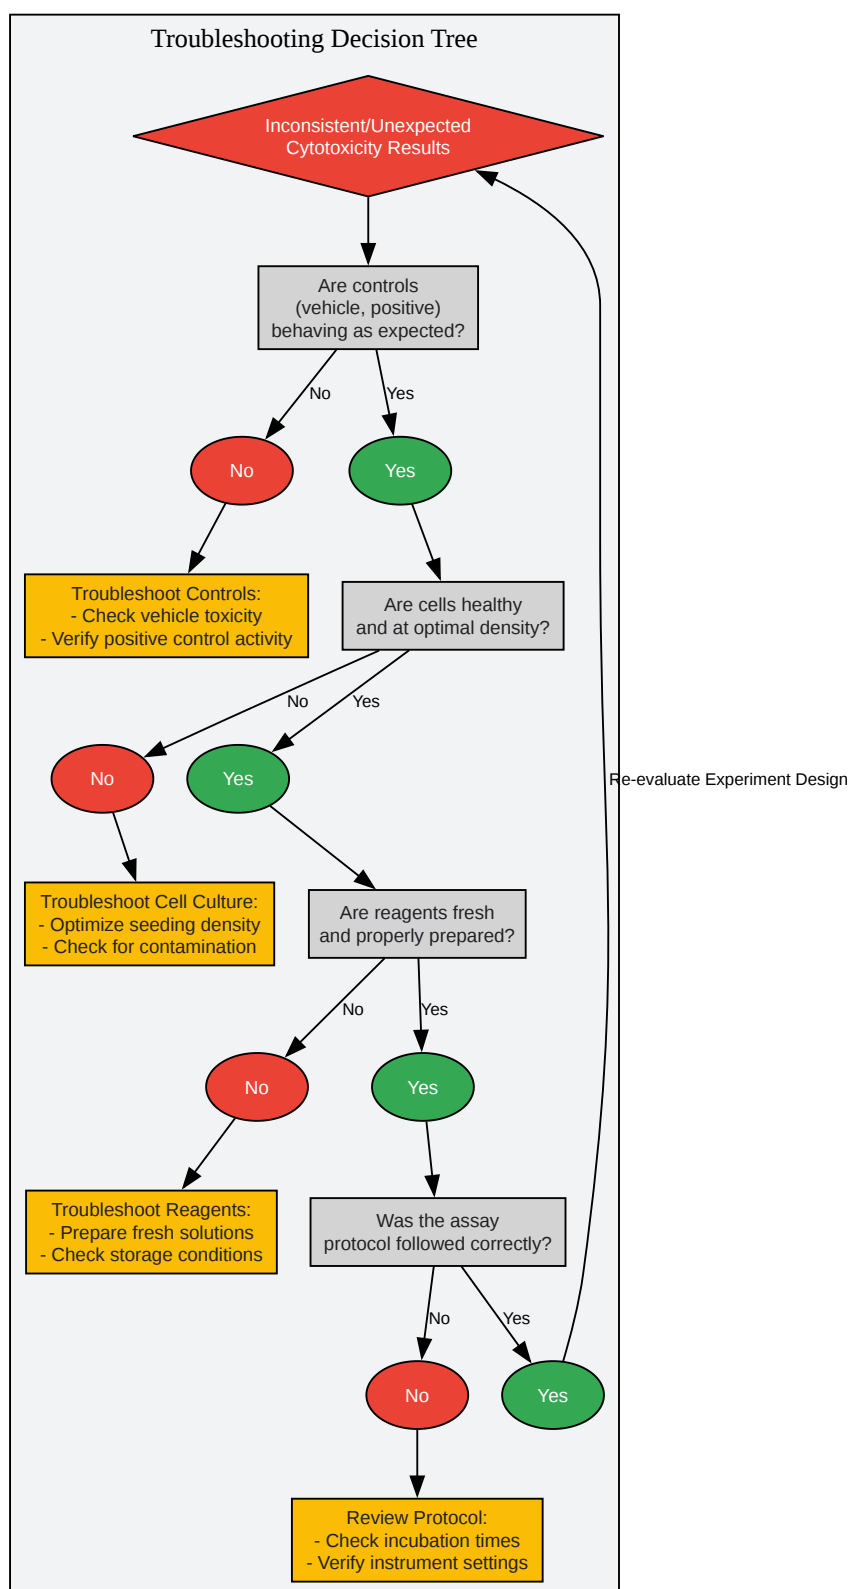 Troubleshooting Decision Tree
Inconsistent/Unexpected
Cytotoxicity Results
Are controls
(vehicle, positive)
behaving as expected?
No
Yes
No
Yes
Troubleshoot Controls:
- Check vehicle toxicity
- Verify positive control activity
Are cells healthy
and at optimal density?
No
Yes
No
Yes
Re-evaluate Experiment Design
Troubleshoot Cell Culture:
- Optimize seeding density
- Check for contamination
Are reagents fresh
and properly prepared?
No
Yes
No
Yes
Troubleshoot Reagents:
- Prepare fresh solutions
- Check storage conditions
Was the assay
protocol followed correctly?
No
Yes
No
Yes
Review Protocol:
- Check incubation times
- Verify instrument settings